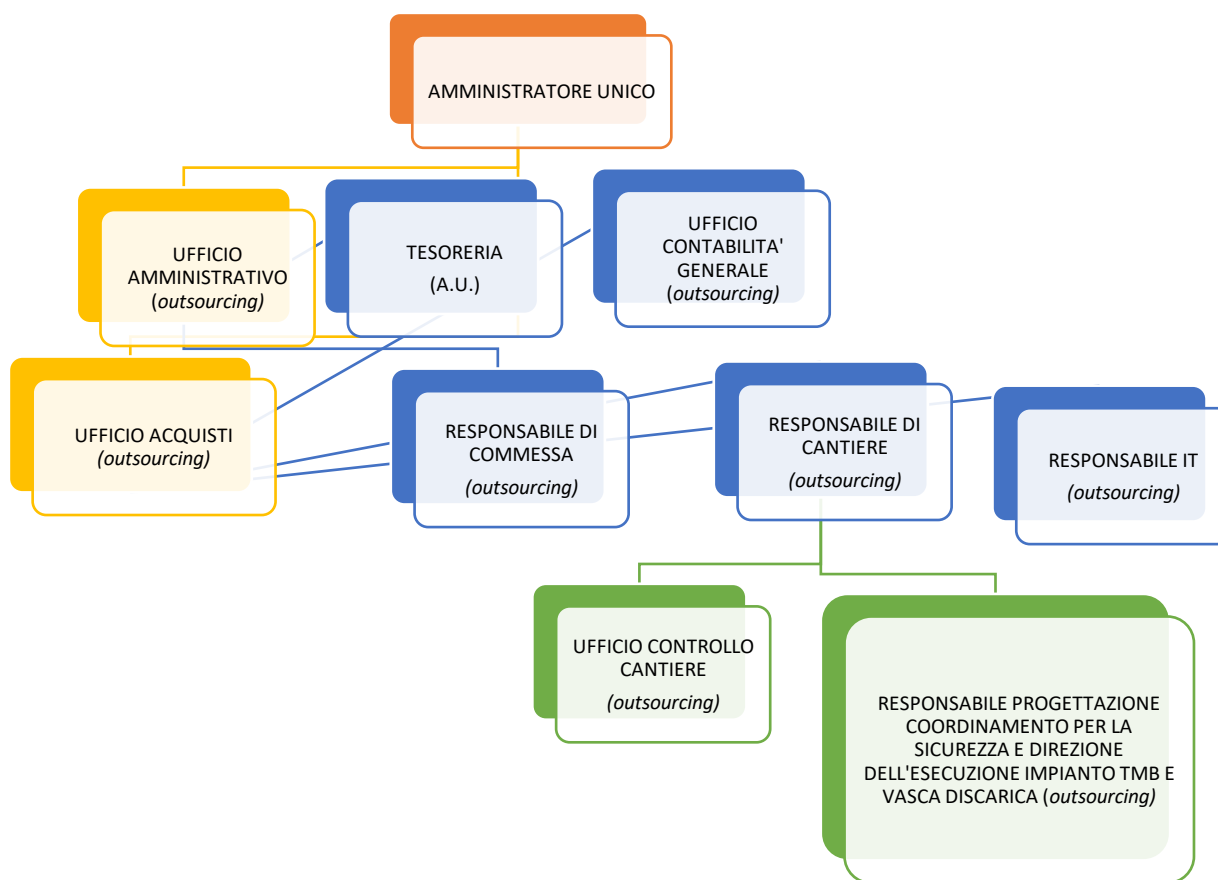 AMMINISTRATORE UNICO
UFFICIO
AMMINISTRATIVO
(outsourcing)
TESORERIA
(A.U.)
UFFICIO
CONTABILITA'
GENERALE
(outsourcing)
UFFICIO ACQUISTI
(outsourcing)
RESPONSABILE DI
COMMESSA
(outsourcing)
RESPONSABILE DI
CANTIERE
(outsourcing)
RESPONSABILE IT
(outsourcing)
UFFICIO CONTROLLO
CANTIERE
(outsourcing)
RESPONSABILE PROGETTAZIONE
COORDINAMENTO PER LA
SICUREZZA E DIREZIONE
DELL'ESECUZIONE IMPIANTO TMB E
VASCA DISCARICA (outsourcing)